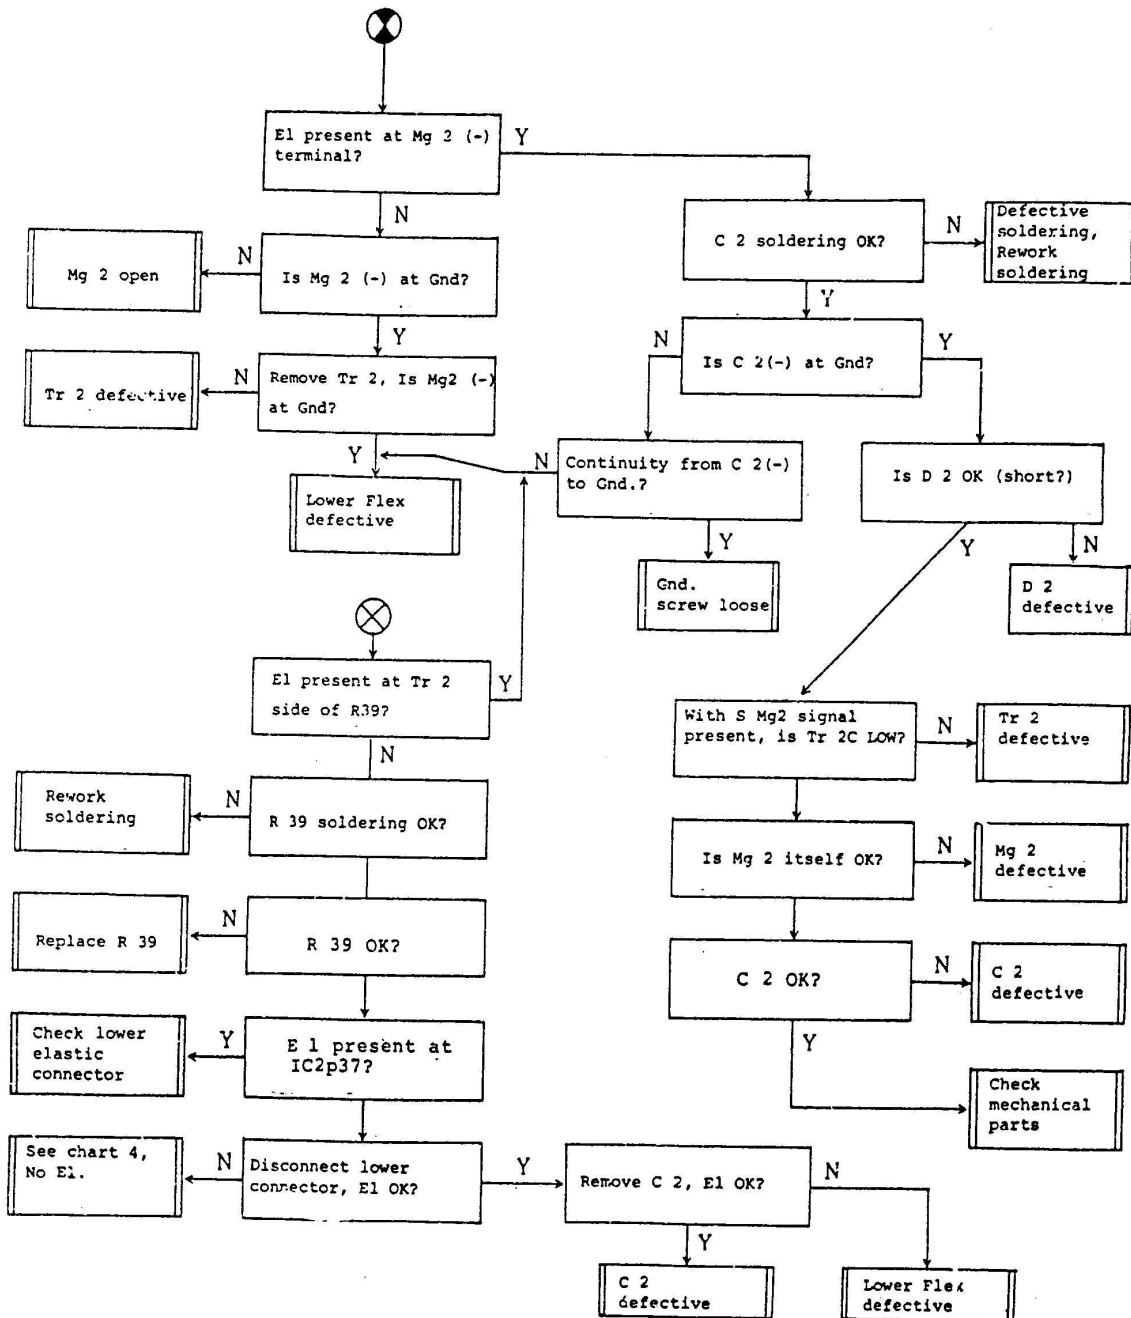 E1 present at Mg 2 (-)
terminal?
Y
N
C 2 soldering OK?
N
Defective
soldering,
Rework
soldering
Mg 2 open
N
Is Mg 2 (-) at Gnd?
Y
Y
N
Is C 2(-) at Gnd?
Y
Tr 2 defective
N
Remove Tr 2, Is Mg2 (-)
at Gnd?
Y
N
Continuity from C 2(-)
to Gnd.?
Is D 2 OK (short?)
Lower Flex
defective
Y
Y
N
Gnd.
screw loose
D 2
defective
E1 present at Tr 2
side of R39?
Y
N
With S Mg2 signal
present, is Tr 2C LOW?
N
Tr 2
defective
Rework
soldering
N
R 39 soldering OK?
Is Mg 2 itself OK?
N
Mg 2
defective
Replace R 39
N
R 39 OK?
C 2 OK?
N
C 2
defective
Y
Check lower
elastic
connector
Y
E 1 present at
IC2p37?
Check
mechanical
parts
See chart 4,
No E1.
N
Disconnect lower
connector, E1 OK?
Y
Remove C 2, E1 OK?
N
Y
C 2
defective
Lower Flex
defective